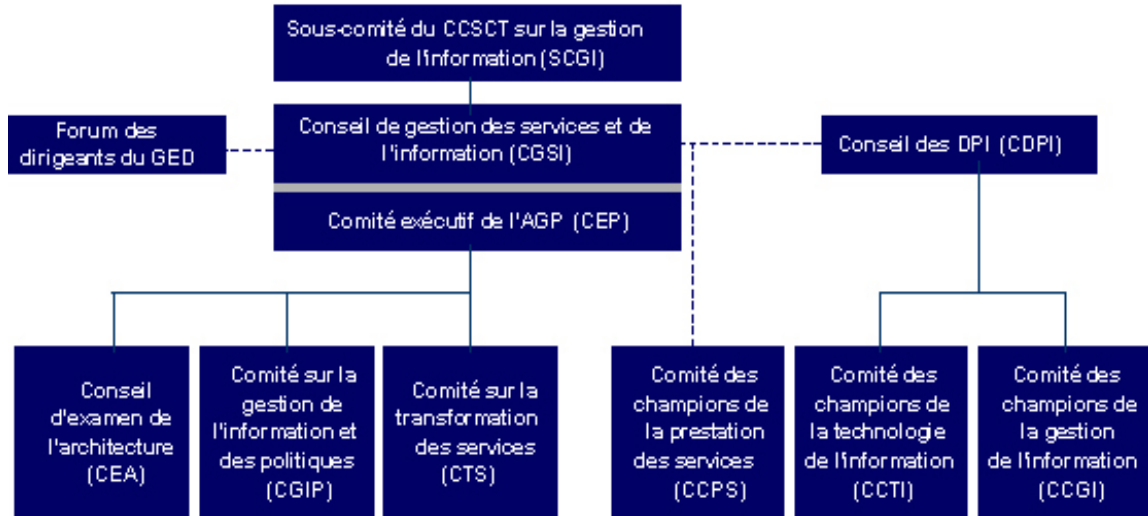 Sous-comité du CCSCT sur la gestion
de l'information (SCGI)
Forum des
dirigeants du GED
Conseil de gestion des services et de
l'information (CGSI)
Conseil des DPI (CDPI)
Comité exécutif de l'AGP (CEP)
Conseil
d'examen de
l'architecture
(CEA)
Comité sur la
gestion de
l'information et
des politiques
(CGIP)
Comité sur la
transformation
des services
(CTS)
Comité des
champions de
la prestation
des services
(CCPS)
Comité des
champions de
la technologie
de l'information
(CCTI)
Comité des
champions de
la gestion
de l'information
(CCGI)